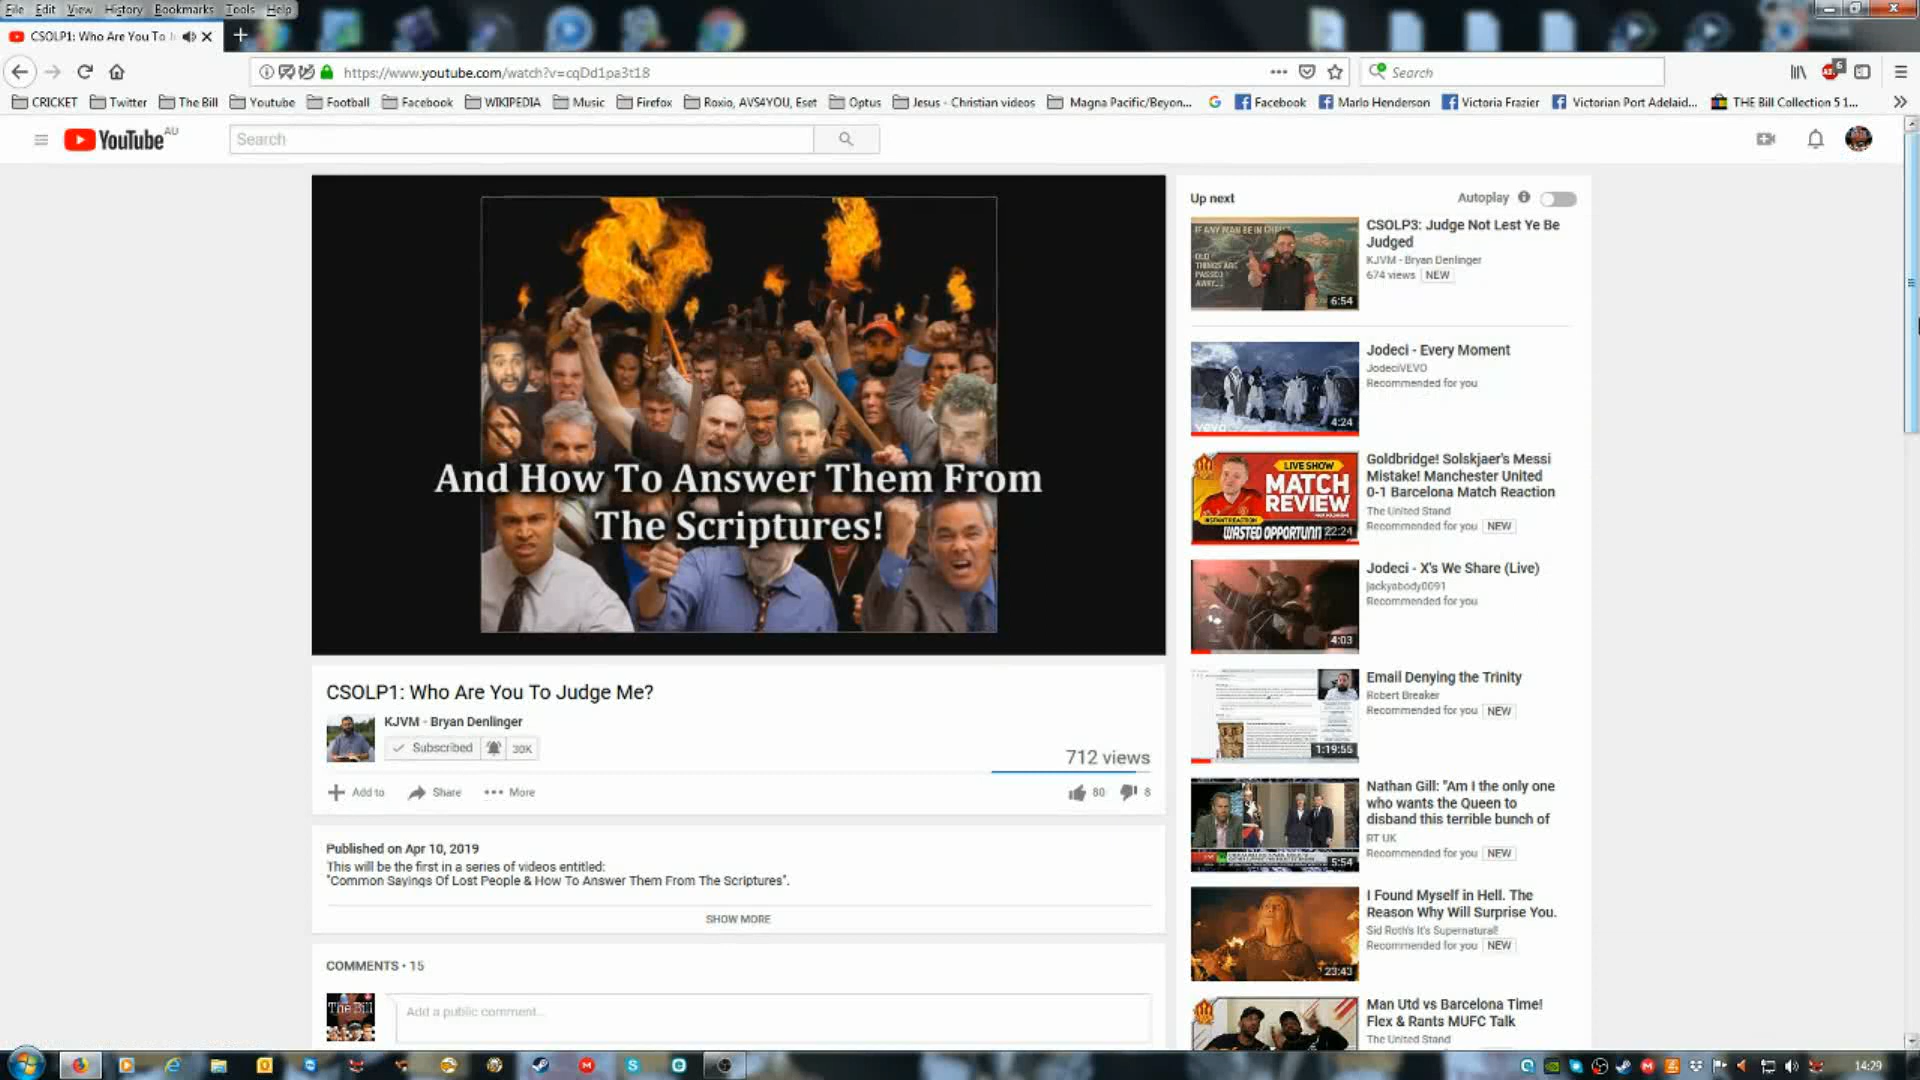 File Edit View History Bookmarks Tools Help
CSOLP1: Who Are You To
https://www.youtube.com/watch?v=cqDd1pa3t18
Search
6
CRICKET Twitter The Bill Youtube Football Facebook WIKIPEDIA Music Firefox Roxio, AVS4YOU, Eset Optus Jesus - Christian videos Magna Pacific/Beyon... Facebook Marlo Henderson Victoria Frazier Victorian Port Adelaid... THE Bill Collection 5 1...
YouTube AU
Search
And How To Answer Them From
The Scriptures!
CSOLP1: Who Are You To Judge Me?
KJVM - Bryan Denlinger
Subscribed 30K
712 views
Add to Share More 80 8
Published on Apr 10, 2019
This will be the first in a series of videos entitled:
"Common Sayings Of Lost People & How To Answer Them From The Scriptures".
SHOW MORE
COMMENTS • 15
The Bill
Add a public comment...
Up next Autoplay
IF ANY MAN BE IN CHRIST
OLD
THINGS ARE
PASSED
AWAY...
6:54
CSOLP3: Judge Not Lest Ye Be
Judged
KJVM - Bryan Denlinger
674 views NEW
vevo
4:24
Jodeci - Every Moment
JodeciVEVO
Recommended for you
LIVE SHOW
MATCH
REVIEW
INSTANT REACTION
WASTED OPPORTUNI
22:24
Goldbridge! Solskjaer's Messi
Mistake! Manchester United
0-1 Barcelona Match Reaction
The United Stand
Recommended for you NEW
4:03
Jodeci - X's We Share (Live)
jackyabody0091
Recommended for you
1:19:55
Email Denying the Trinity
Robert Breaker
Recommended for you NEW
5:54
Nathan Gill: "Am I the only one
who wants the Queen to
disband this terrible bunch of
RT UK
Recommended for you NEW
23:43
I Found Myself in Hell. The
Reason Why Will Surprise You.
Sid Roth's It's Supernatural!
Recommended for you NEW
Man Utd vs Barcelona Time!
Flex & Rants MUFC Talk
The United Stand
14:29